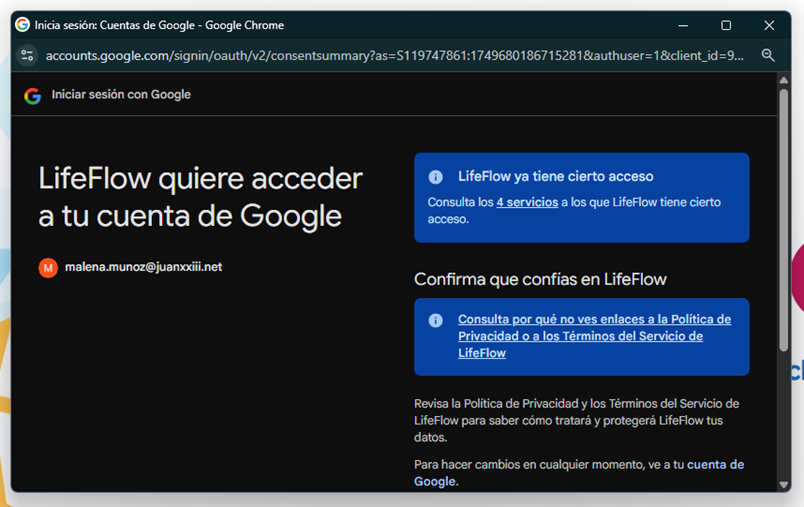 Inicia sesión: Cuentas de Google - Google Chrome
accounts.google.com/signin/oauth/v2/consentsummary?as=S119747861:1749680186715281&authuser=1&client_id=9...
Iniciar sesión con Google
LifeFlow quiere acceder
a tu cuenta de Google
M malena.munoz@juanxxiii.net
LifeFlow ya tiene cierto acceso
Consulta los 4 servicios a los que LifeFlow tiene cierto
acceso.
Confirma que confías en LifeFlow
Consulta por qué no ves enlaces a la Política de
Privacidad o a los Términos del Servicio de
LifeFlow
Revisa la Política de Privacidad y los Términos del Servicio de
LifeFlow para saber cómo tratará y protegerá LifeFlow tus
datos.
Para hacer cambios en cualquier momento, ve a tu cuenta de
Google.